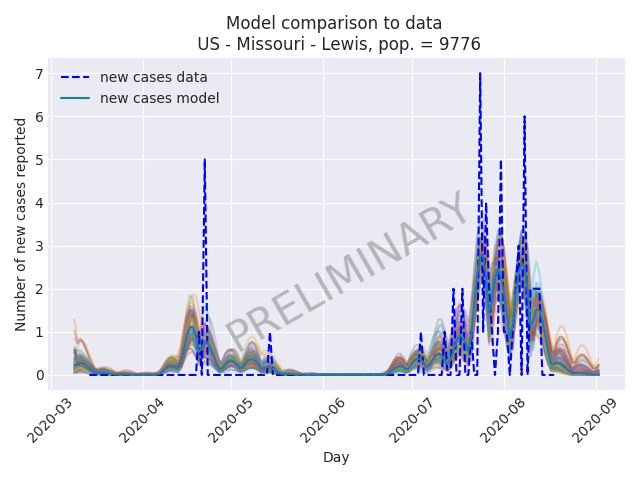 Model comparison to data
US - Missouri - Lewis, pop. = 9776
new cases data
new cases model
Number of new cases reported
7
6
5
4
3
2
1
0
PRELIMINARY
2020-03
2020-04
2020-05
2020-06
2020-07
2020-08
2020-09
Day